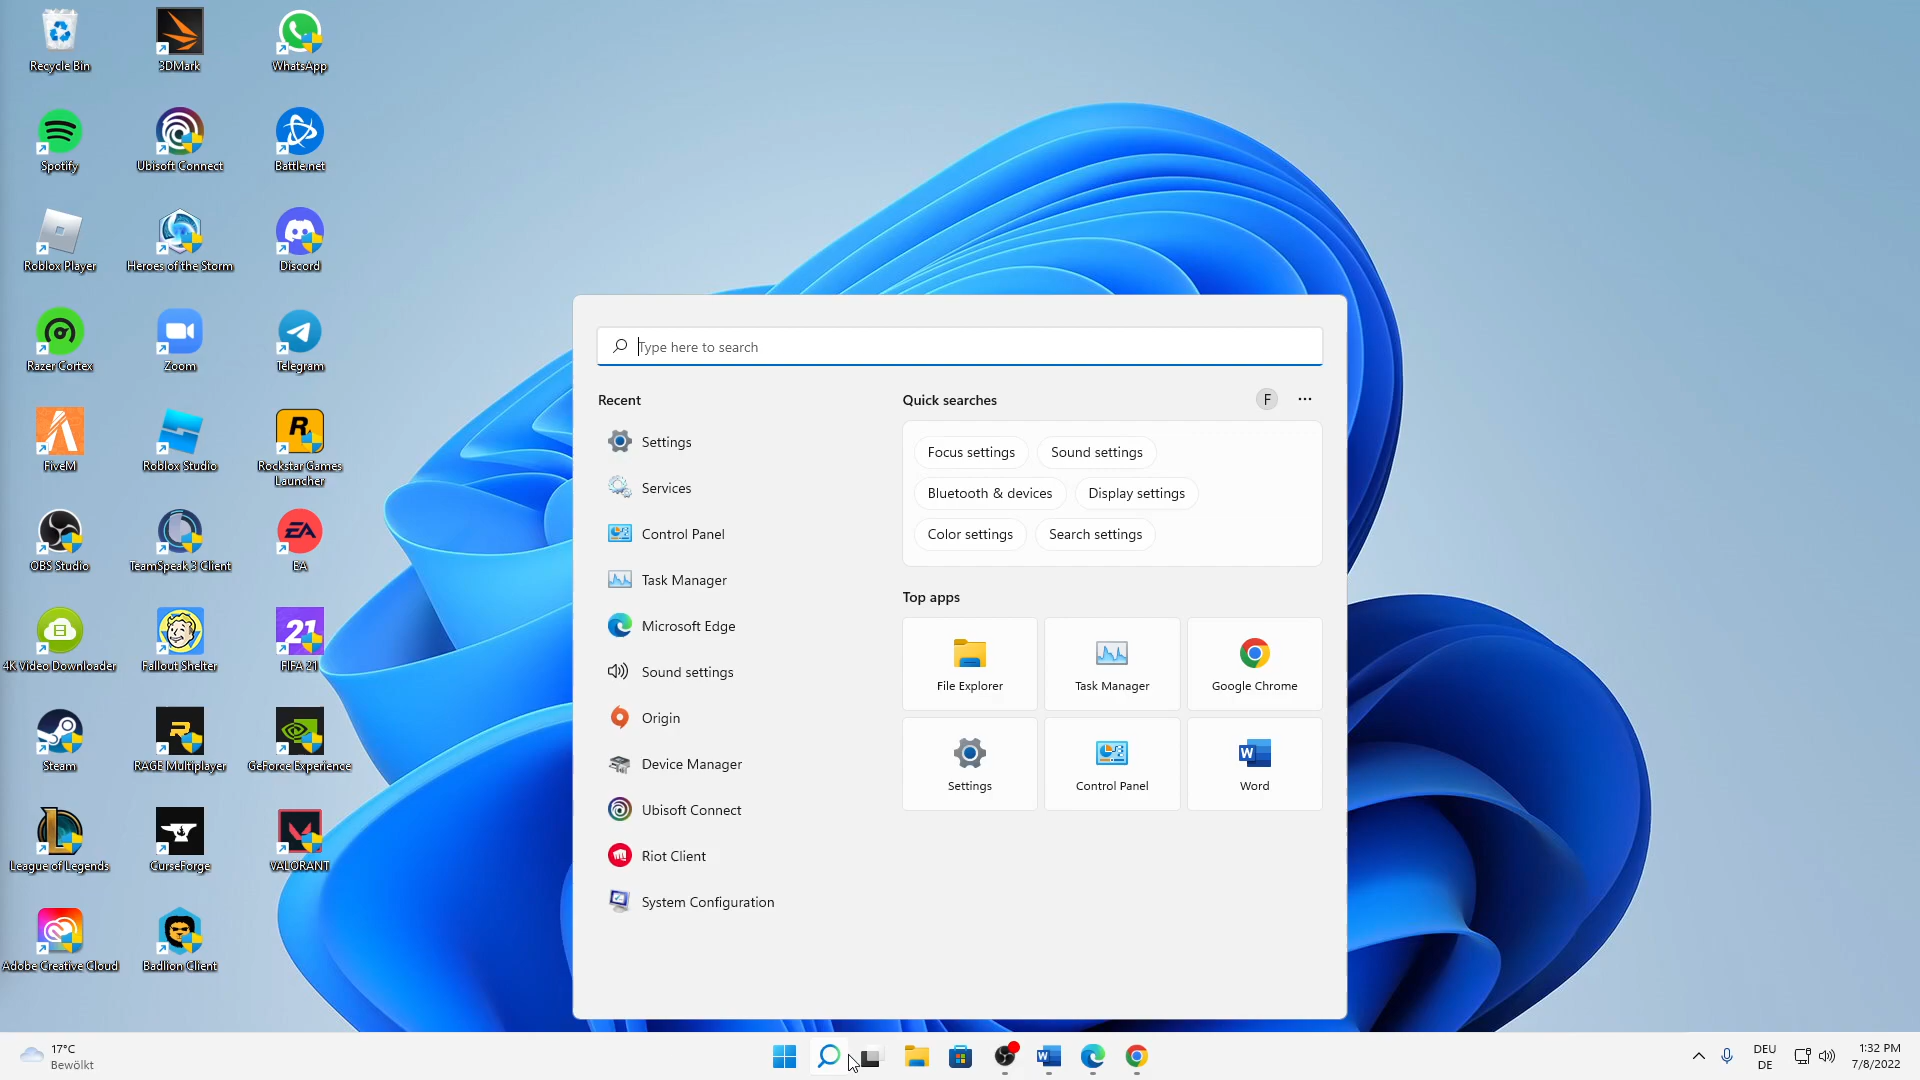 Recycle Bin
3DMark
WhatsApp
Spotify
Ubisoft Connect
Battle.net
Roblox Player
Heroes of the Storm
Discord
Razer Cortex
Zoom
Telegram
FiveM
Roblox Studio
R
Rockstar Games
Launcher
OBS Studio
TeamSpeak 3 Client
EA
EA
4K Video Downloader
Fallout Shelter
21
FIFA 21
Steam
R
RAGE Multiplayer
GeForce Experience
League of Legends
CurseForge
VALORANT
Adobe Creative Cloud
Badlion Client
Type here to search
Recent
Settings
Services
Control Panel
Task Manager
Microsoft Edge
Sound settings
Origin
Device Manager
Ubisoft Connect
Riot Client
System Configuration
Quick searches
F
Focus settings
Sound settings
Bluetooth & devices
Display settings
Color settings
Search settings
Top apps
File Explorer
Task Manager
Google Chrome
Settings
Control Panel
W
Word
17°C
Bewölkt
W
DEU
DE
1:32 PM
7/8/2022